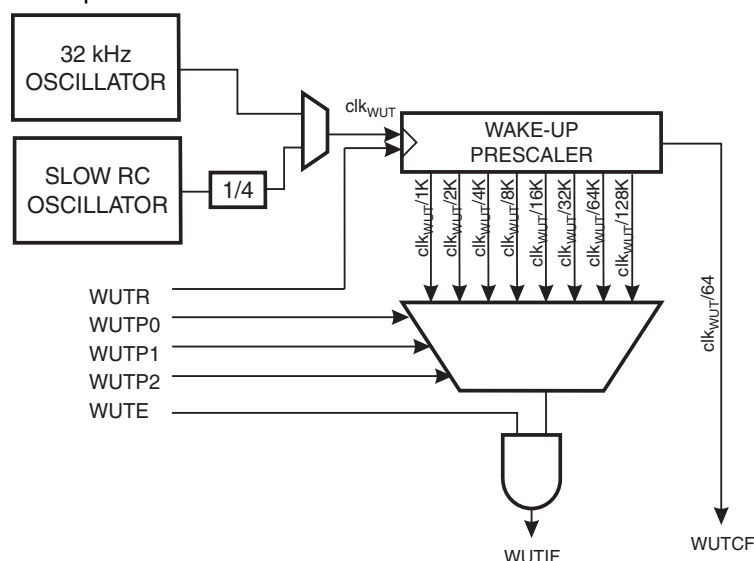 32 kHz
OSCILLATOR
clkWUT
WAKE-UP
PRESCALER
SLOW RC
OSCILLATOR
1/4
clkWUT/1K
clkWUT/2K
clkWUT/4K
clkWUT/8K
clkWUT/16K
clkWUT/32K
clkWUT/64K
clkWUT/128K
clkWUT/64
WUTR
WUTP0
WUTP1
WUTP2
WUTE
WUTIF
WUTCF